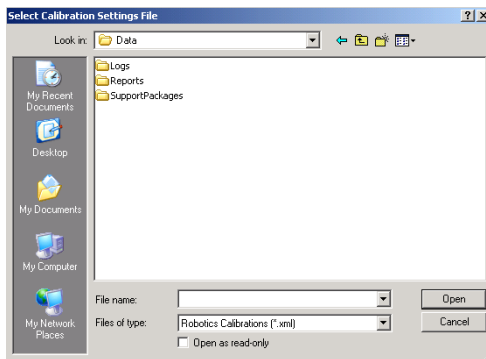 Select Calibration Settings File
Look in: Data
Logs
Reports
SupportPackages
My Recent
Documents
Desktop
My Documents
My Computer
My Network
Places
File name:
Open
Files of type: Robotics Calibrations (*.xml)
Cancel
Open as read-only